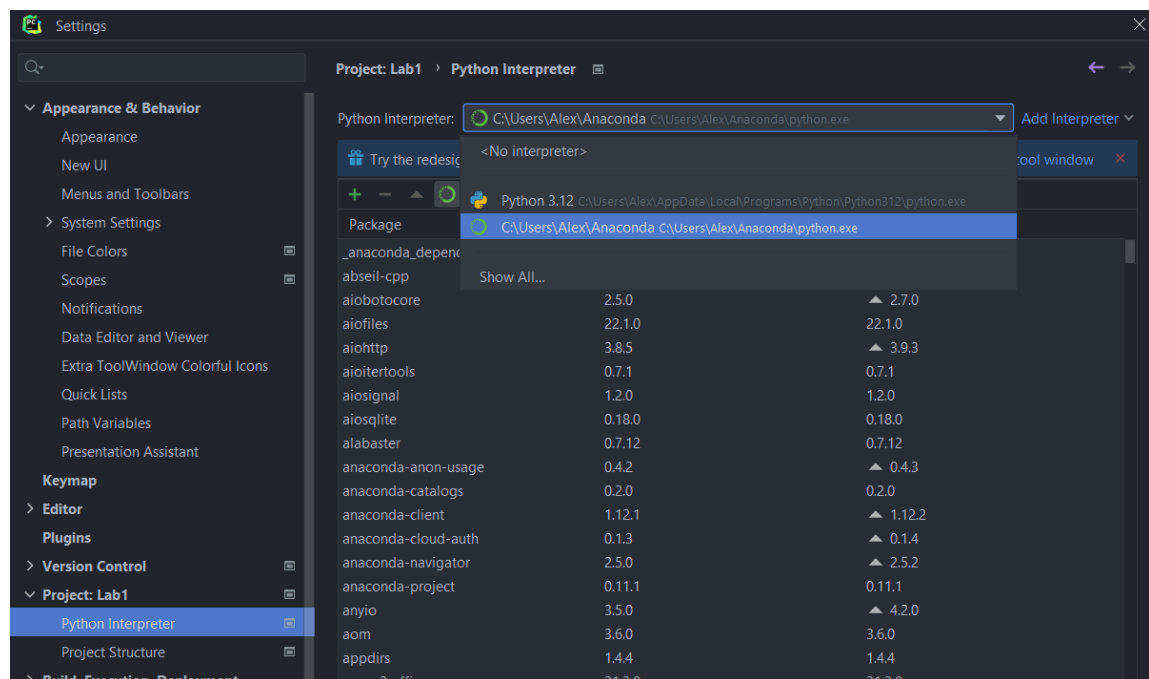 Settings
Project: Lab1 › Python Interpreter
Appearance & Behavior
Appearance
New UI
Menus and Toolbars
System Settings
File Colors
Scopes
Notifications
Data Editor and Viewer
Extra ToolWindow Colorful Icons
Quick Lists
Path Variables
Presentation Assistant
Keymap
Editor
Plugins
Version Control
Project: Lab1
Python Interpreter
Project Structure
Build, Execution, Deployment
Python Interpreter: C:\Users\Alex\Anaconda C:\Users\Alex\Anaconda\python.exe Add Interpreter
Try the redesig ool window
<No interpreter>
Python 3.12 C:\Users\Alex\AppData\Local\Programs\Python\Python312\python.exe
C:\Users\Alex\Anaconda C:\Users\Alex\Anaconda\python.exe
Show All...
Package
_anaconda_depend
abseil-cpp
aiobotocore 2.5.0 2.7.0
aiofiles 22.1.0 22.1.0
aiohttp 3.8.5 3.9.3
aioitertools 0.7.1 0.7.1
aiosignal 1.2.0 1.2.0
aiosqlite 0.18.0 0.18.0
alabaster 0.7.12 0.7.12
anaconda-anon-usage 0.4.2 0.4.3
anaconda-catalogs 0.2.0 0.2.0
anaconda-client 1.12.1 1.12.2
anaconda-cloud-auth 0.1.3 0.1.4
anaconda-navigator 2.5.0 2.5.2
anaconda-project 0.11.1 0.11.1
anyio 3.5.0 4.2.0
aom 3.6.0 3.6.0
appdirs 1.4.4 1.4.4